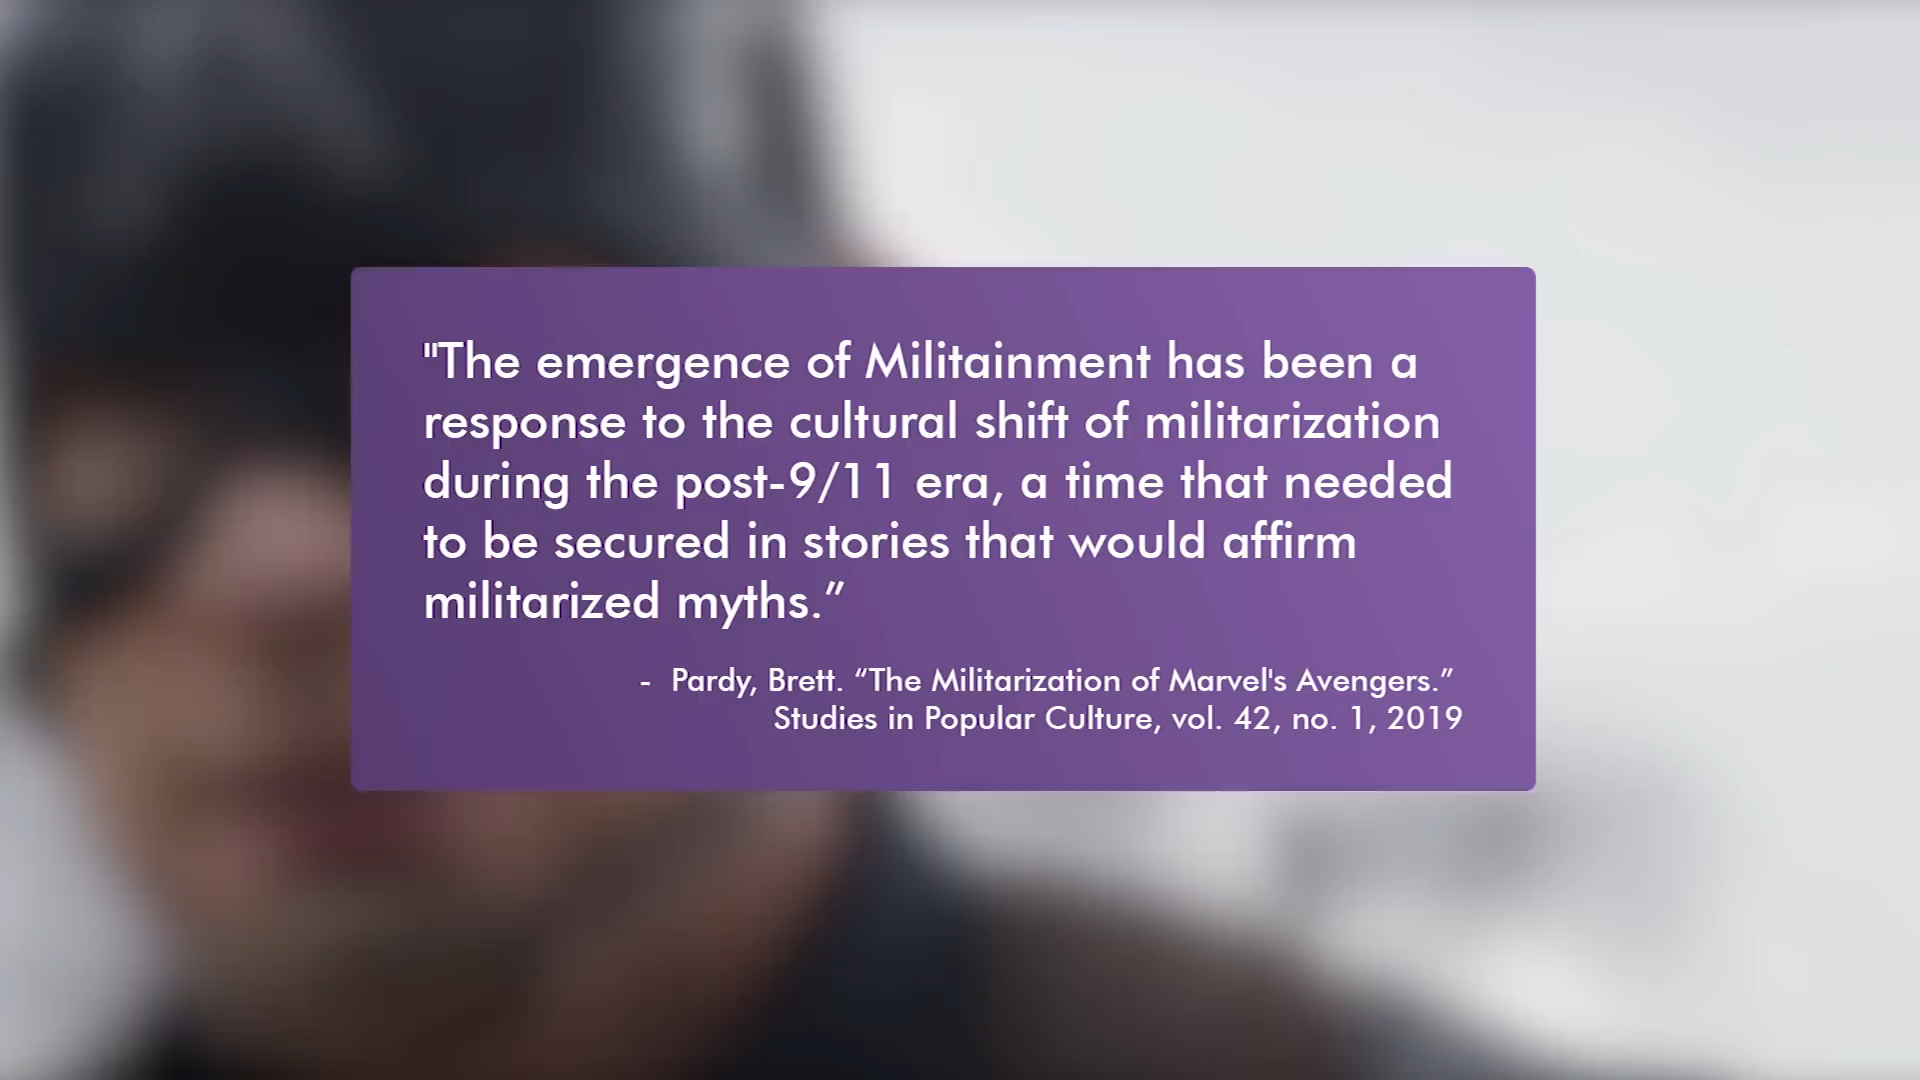 "The emergence of Militainment has been a
response to the cultural shift of militarization
during the post-9/11 era, a time that needed
to be secured in stories that would affirm
militarized myths.”
- Pardy, Brett. “The Militarization of Marvel's Avengers.”
Studies in Popular Culture, vol. 42, no. 1, 2019